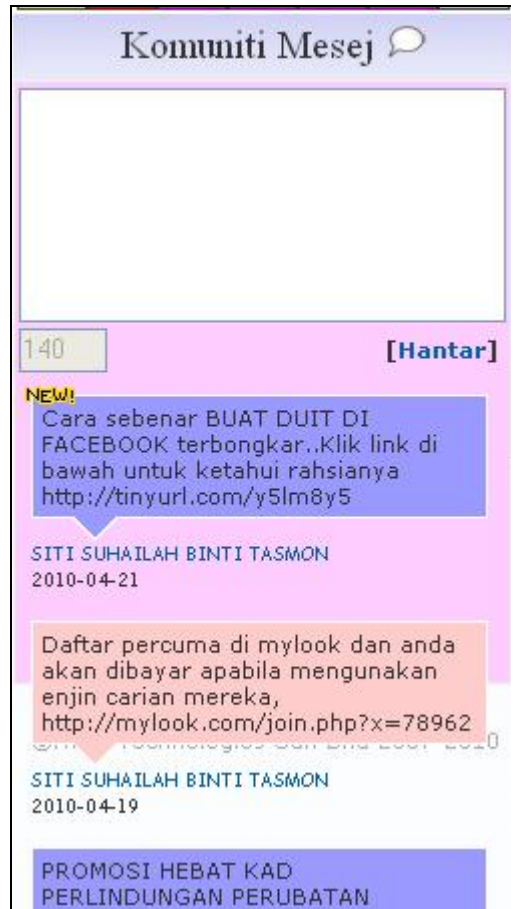 Komuniti Mesej
140
[Hantar]
NEW!
Cara sebenar BUAT DUIT DI
FACEBOOK terbongkar..Klik link di
bawah untuk ketahui rahsianya
http://tinyurl.com/y5lm8y5
SITI SUHAILAH BINTI TASMON
2010-04-21
Daftar percuma di mylook dan anda
akan dibayar apabila mengunakan
enjin carian mereka,
http://mylook.com/join.php?x=78962
SITI SUHAILAH BINTI TASMON
2010-04-19
PROMOSI HEBAT KAD
PERLINDUNGAN PERUBATAN